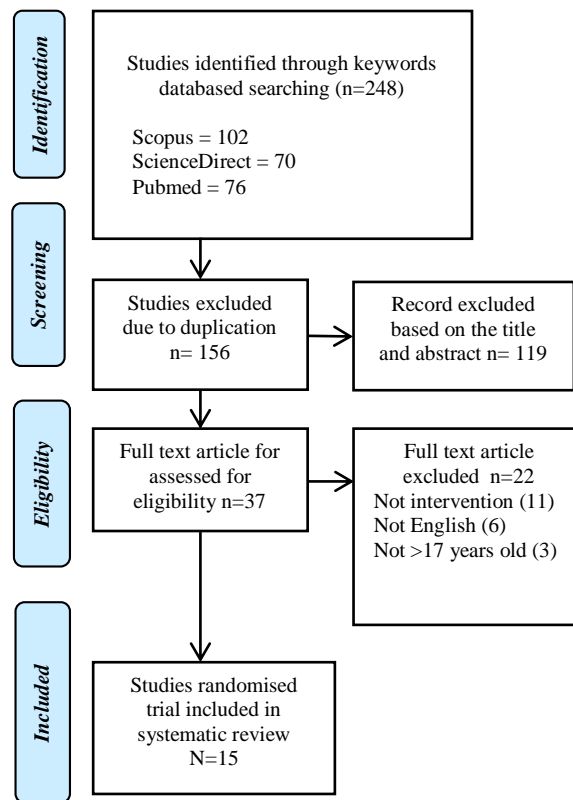 Identification
Studies identified through keywords
databased searching (n=248)
Scopus = 102
ScienceDirect = 70
Pubmed = 76
Screening
Studies excluded
due to duplication
n= 156
Record excluded
based on the title
and abstract n= 119
Eligibility
Full text article for
assessed for
eligibility n=37
Full text article
excluded n=22
Not intervention (11)
Not English (6)
Not >17 years old (3)
Included
Studies randomised
trial included in
systematic review
N=15